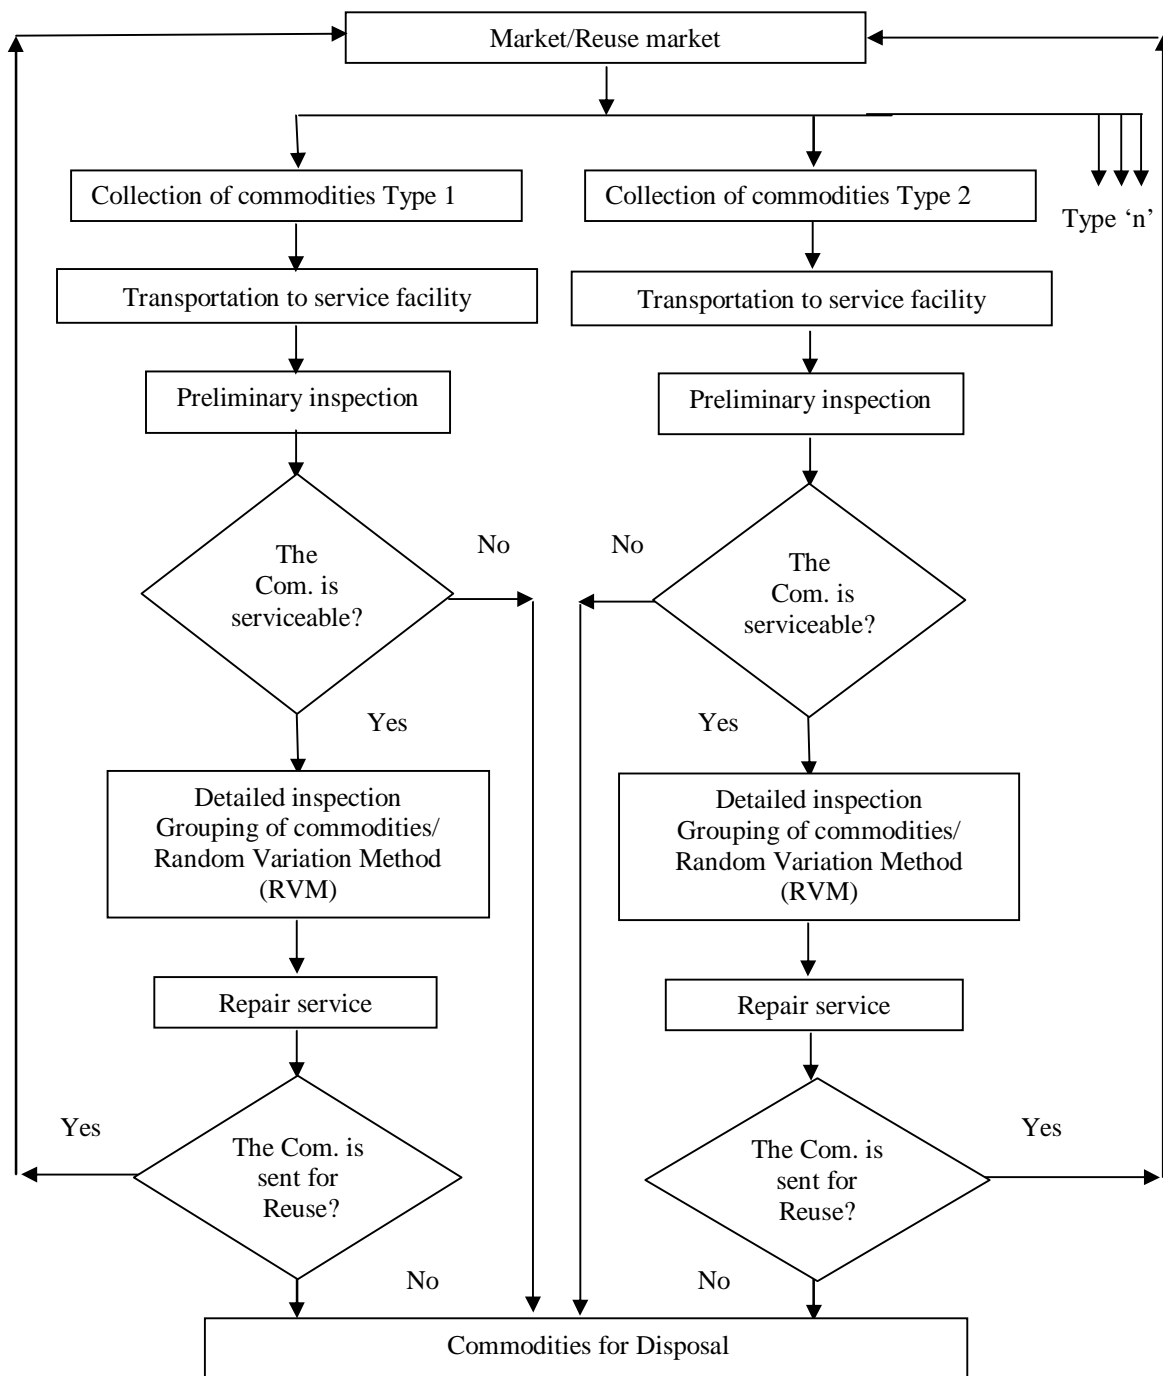 Market/Reuse market
Collection of commodities Type 1
Collection of commodities Type 2
Type ‘n’
Transportation to service facility
Transportation to service facility
Preliminary inspection
Preliminary inspection
The
Com. is
serviceable?
No
No
The
Com. is
serviceable?
Yes
Yes
Detailed inspection
Grouping of commodities/
Random Variation Method
(RVM)
Detailed inspection
Grouping of commodities/
Random Variation Method
(RVM)
Repair service
Repair service
Yes
The Com. is
sent for
Reuse?
The Com. is
sent for
Reuse?
Yes
No
No
Commodities for Disposal